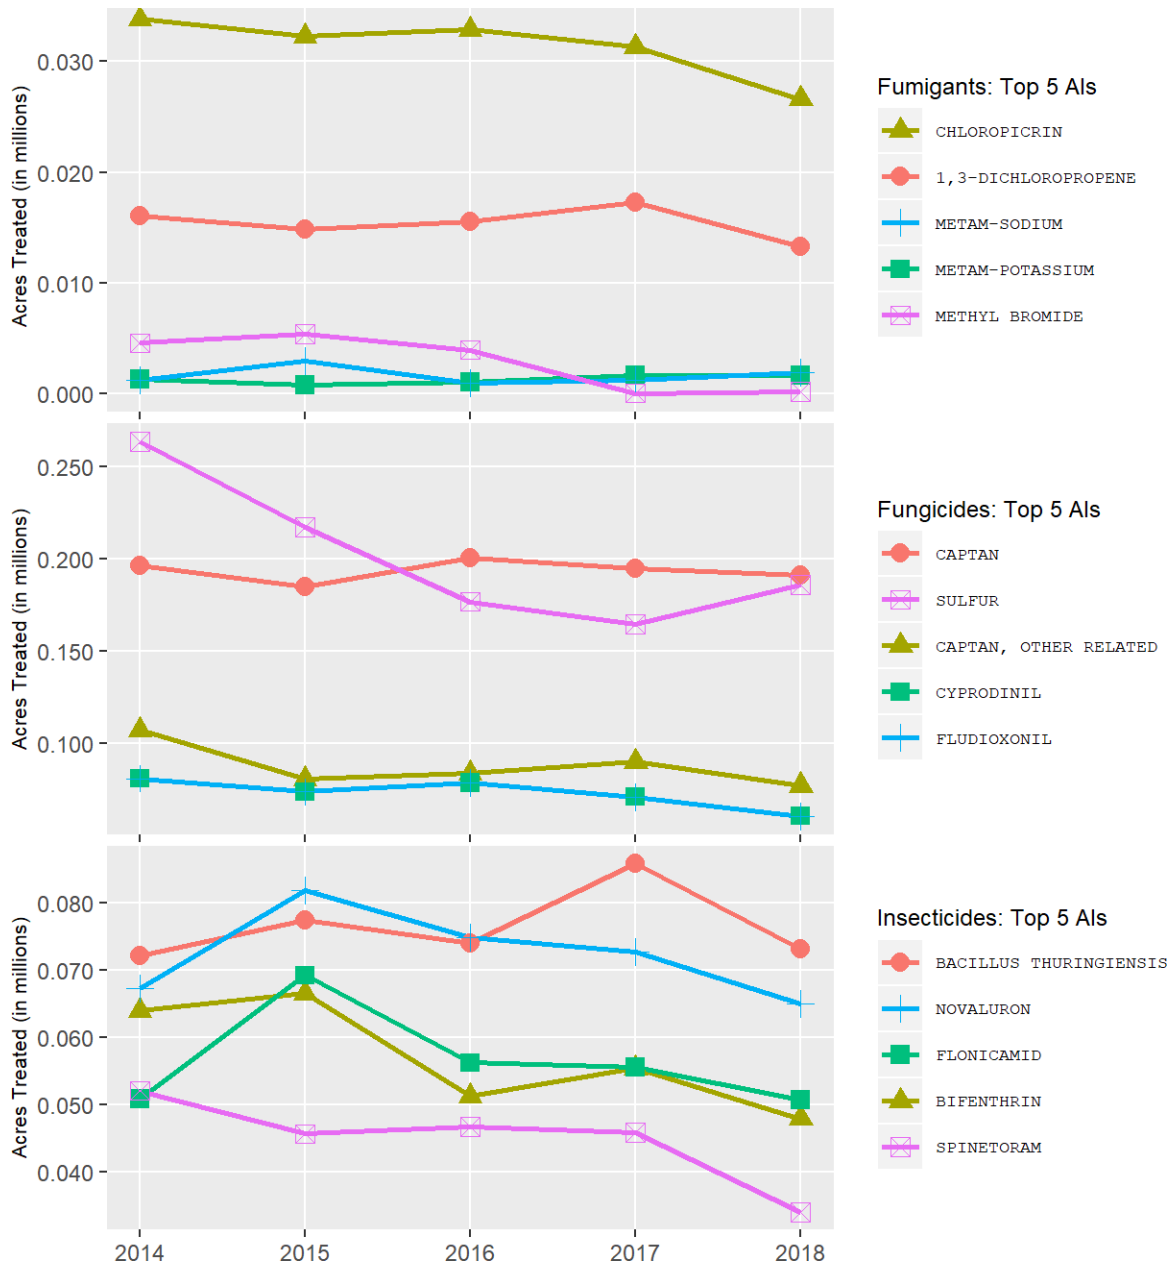 Acres Treated (in millions)
0.030
0.020
0.010
0.000
Fumigants: Top 5 AIs
CHLOROPICRIN
1,3-DICHLOROPROPENE
METAM-SODIUM
METAM-POTASSIUM
METHYL BROMIDE
Acres Treated (in millions)
0.250
0.200
0.150
0.100
Fungicides: Top 5 AIs
CAPTAN
SULFUR
CAPTAN, OTHER RELATED
CYPRODINIL
FLUDIOXONIL
Acres Treated (in millions)
0.080
0.070
0.060
0.050
0.040
Insecticides: Top 5 AIs
BACILLUS THURINGIENSIS
NOVALURON
FLONICAMID
BIFENTHRIN
SPINETORAM
2014 2015 2016 2017 2018